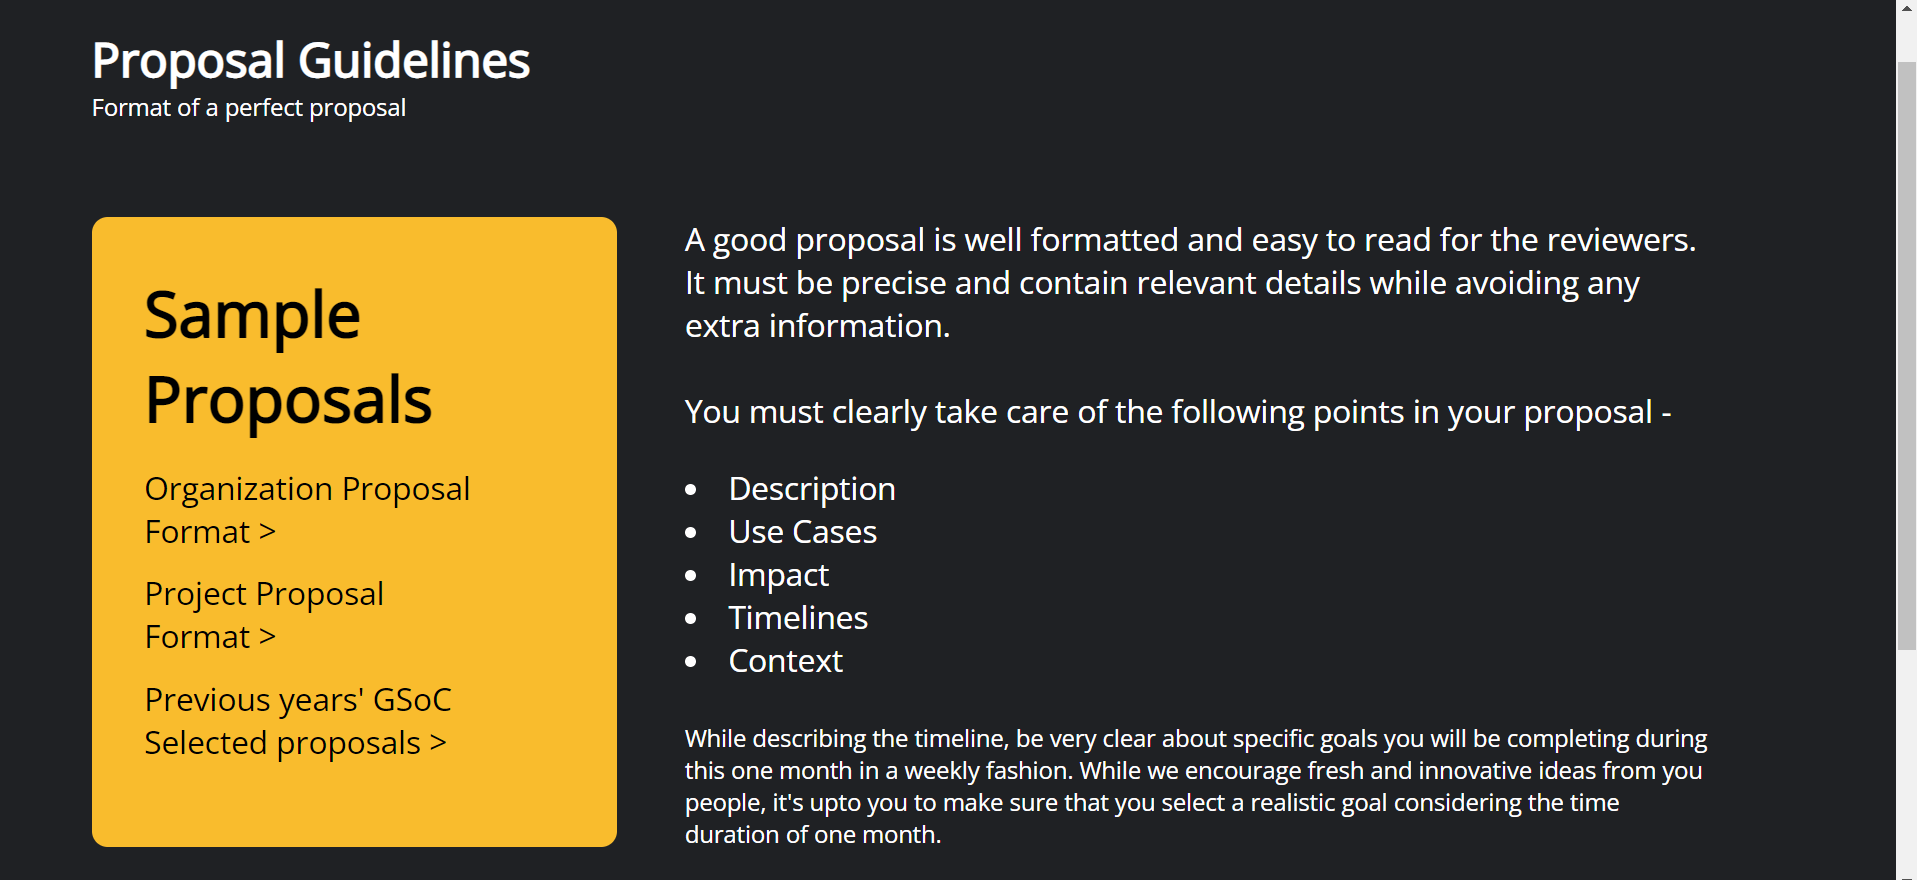 Proposal Guidelines
Format of a perfect proposal
Sample
Proposals
Organization Proposal
Format >
Project Proposal
Format >
Previous years' GSoC
Selected proposals >
A good proposal is well formatted and easy to read for the reviewers.
It must be precise and contain relevant details while avoiding any
extra information.
You must clearly take care of the following points in your proposal -
• Description
• Use Cases
• Impact
• Timelines
• Context
While describing the timeline, be very clear about specific goals you will be completing during
this one month in a weekly fashion. While we encourage fresh and innovative ideas from you
people, it's upto you to make sure that you select a realistic goal considering the time
duration of one month.